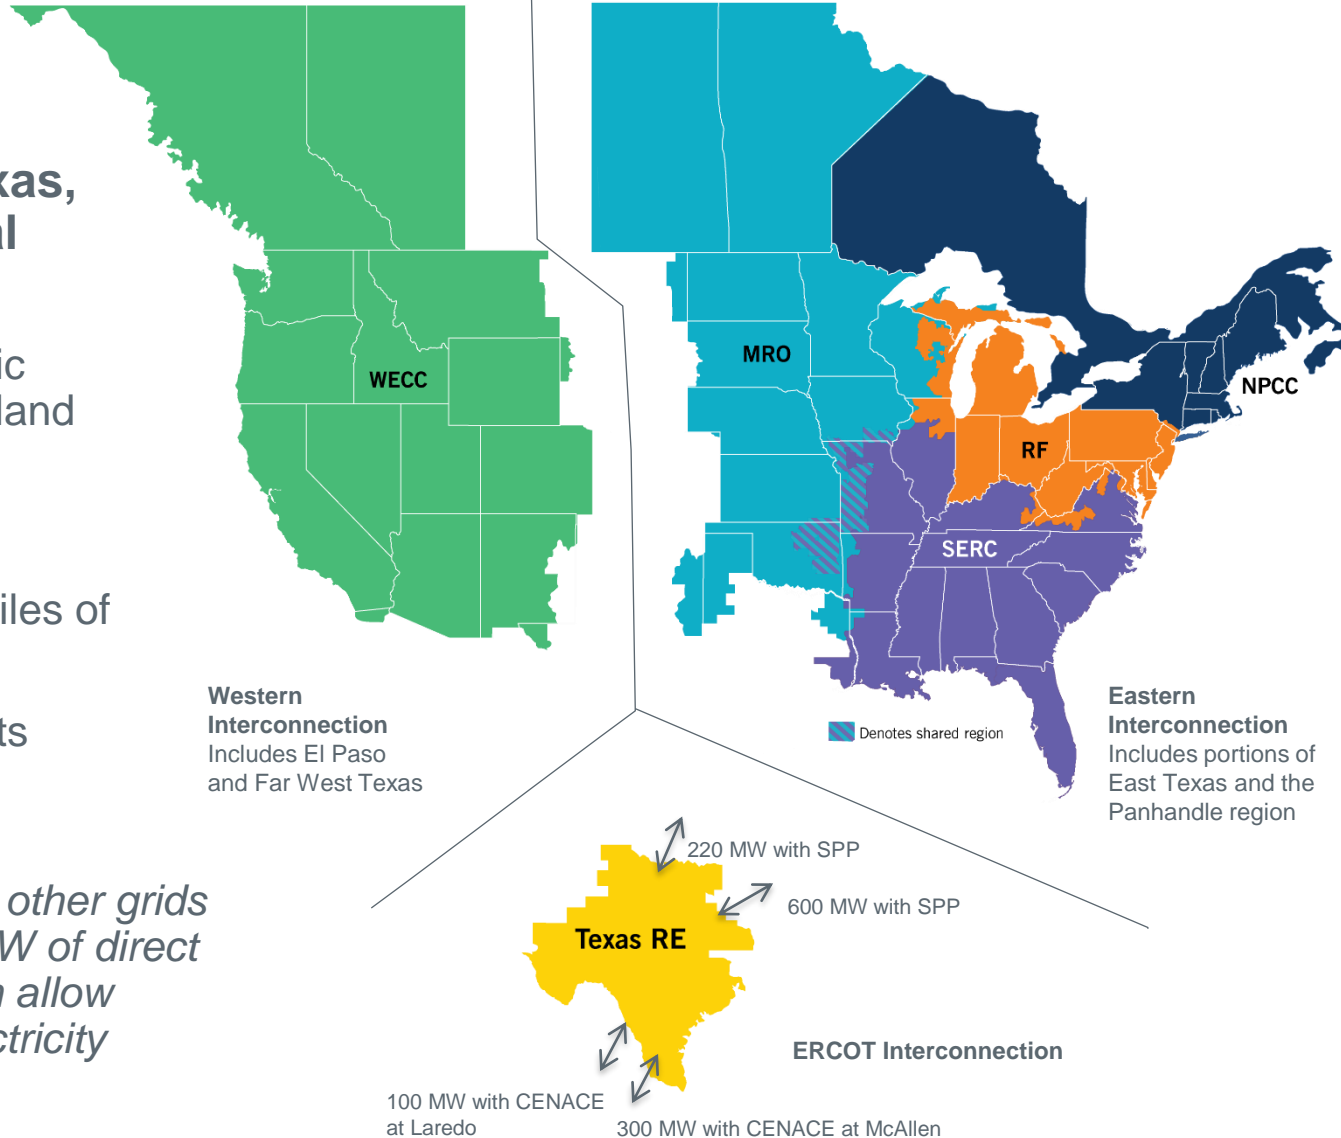 xas,
al
ic
land
iles of
ts
other grids
W of direct
allow
ctricity
WECC
MRO
NPCC
RF
SERC
Western
Interconnection
Includes El Paso
and Far West Texas
Denotes shared region
Eastern
Interconnection
Includes portions of
East Texas and the
Panhandle region
220 MW with SPP
600 MW with SPP
Texas RE
ERCOT Interconnection
100 MW with CENACE
at Laredo
300 MW with CENACE at McAllen